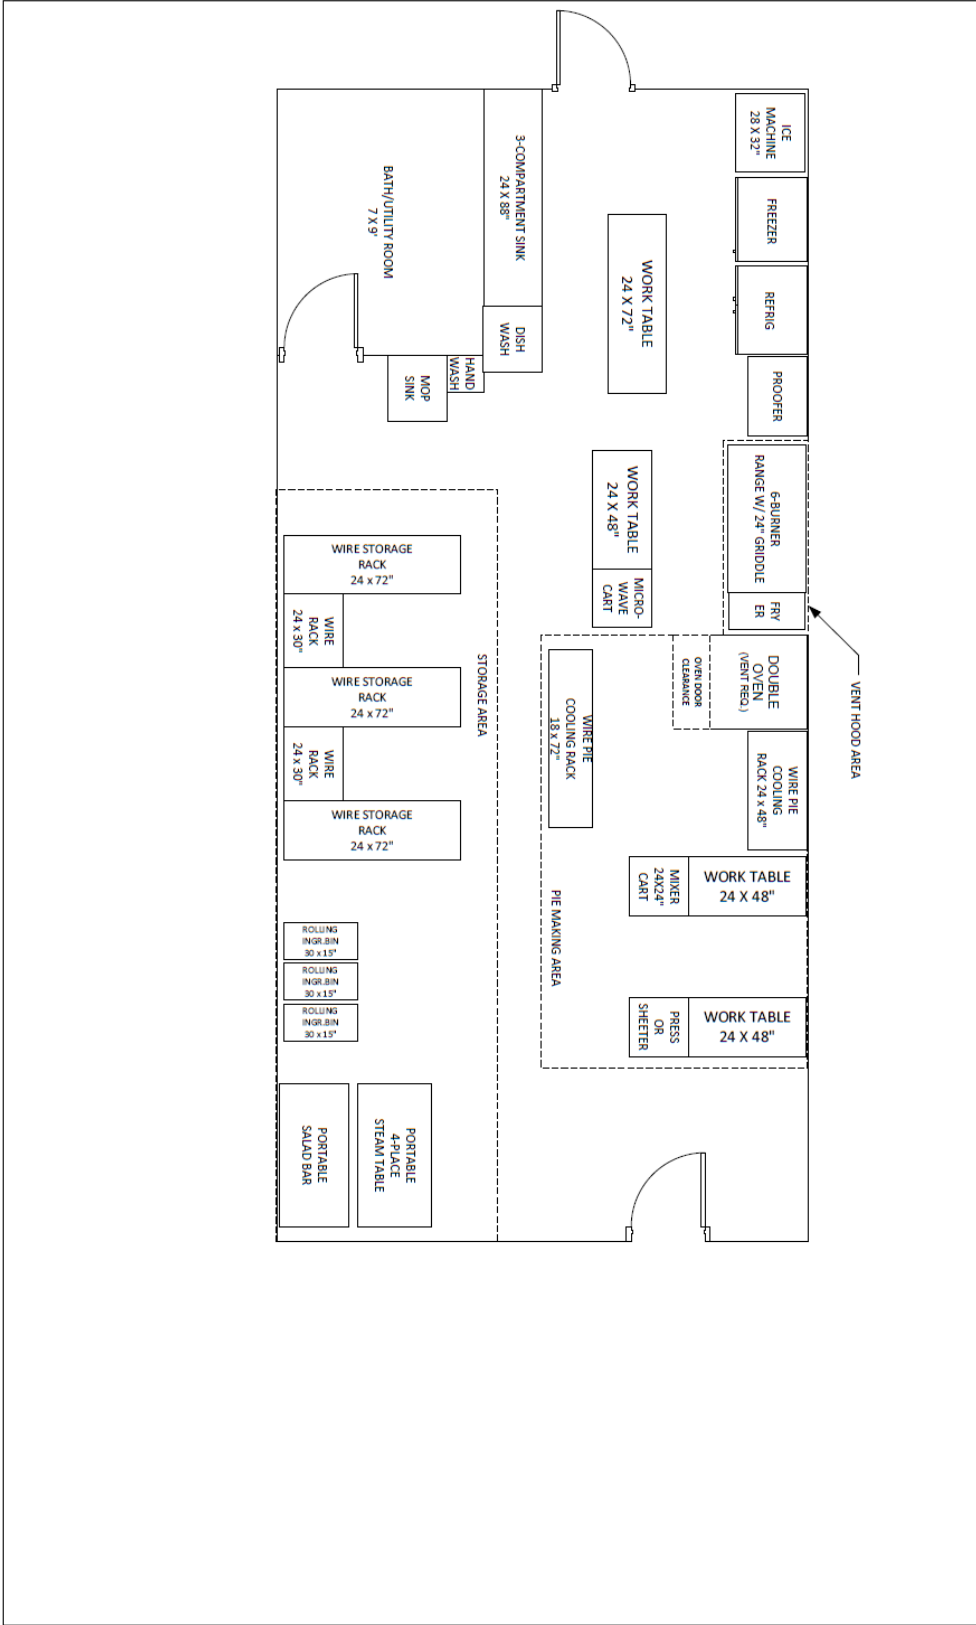 ICE
MACHINE
28 X 32"
FREEZER
REFRIG
PROOFER
6-BURNER
RANGE W/ 24" GRIDDLE
FRY
ER
VENT HOOD AREA
DOUBLE
OVEN
(VENT REQ.)
OVEN DOOR
CLEARANCE
WIRE PIE
COOLING
RACK 24 x 48"
WORK TABLE
24 X 48"
MIXER
24X24"
CART
WORK TABLE
24 X 48"
PRESS
OR
SHEETER
WORK TABLE
24 X 72"
WORK TABLE
24 X 48"
MICRO-
WAVE
CART
WIRE PIE
COOLING RACK
18 x 72"
PIE MAKING AREA
3-COMPARTMENT SINK
24 X 88"
DISH
WASH
HAND
WASH
MOP
SINK
BATH/UTILITY ROOM
7 X 9'
STORAGE AREA
WIRE STORAGE
RACK
24 x 72"
WIRE
RACK
24 x 30"
WIRE STORAGE
RACK
24 x 72"
WIRE
RACK
24 x 30"
WIRE STORAGE
RACK
24 x 72"
ROLLING
INGR.BIN
30 x 15"
ROLLING
INGR.BIN
30 x 15"
ROLLING
INGR.BIN
30 x 15"
PORTABLE
4-PLACE
STEAM TABLE
PORTABLE
SALAD BAR